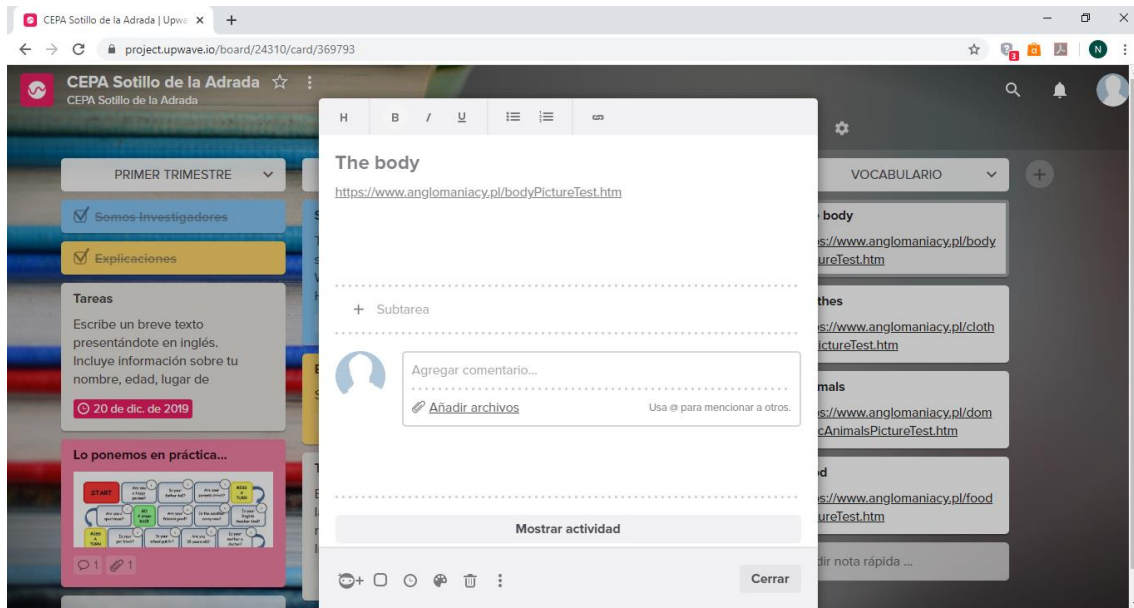 CEPA Sotillo de la Adrada | Upwa
project.upwave.io/board/24310/card/369793
3
N
CEPA Sotillo de la Adrada
CEPA Sotillo de la Adrada
PRIMER TRIMESTRE
Somos Investigadores
Explicaciones
Tareas
Escribe un breve texto
presentándote en inglés.
Incluye información sobre tu
nombre, edad, lugar de
20 de dic. de 2019
Lo ponemos en práctica...
START
1 1
H B I U
The body
https://www.anglomaniacy.pl/bodyPictureTest.htm
+ Subtarea
Agregar comentario...
Añadir archivos
Usa @ para mencionar a otros.
Mostrar actividad
Cerrar
VOCABULARIO
body
s://www.anglomaniacy.pl/body
ureTest.htm
thes
s://www.anglomaniacy.pl/cloth
ictureTest.htm
mals
s://www.anglomaniacy.pl/dom
cAnimalsPictureTest.htm
d
s://www.anglomaniacy.pl/food
ureTest.htm
dir nota rápida ...